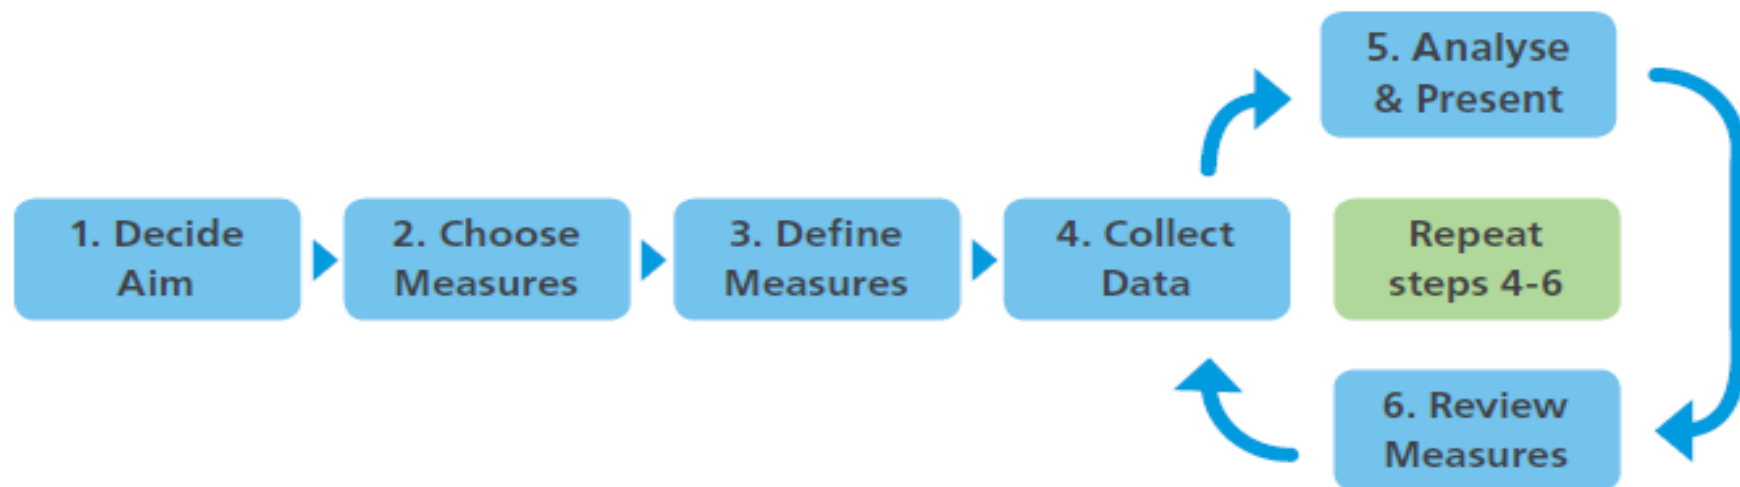 1. Decide
Aim
2. Choose
Measures
3. Define
Measures
4. Collect
Data
5. Analyse
& Present
Repeat
steps 4-6
6. Review
Measures